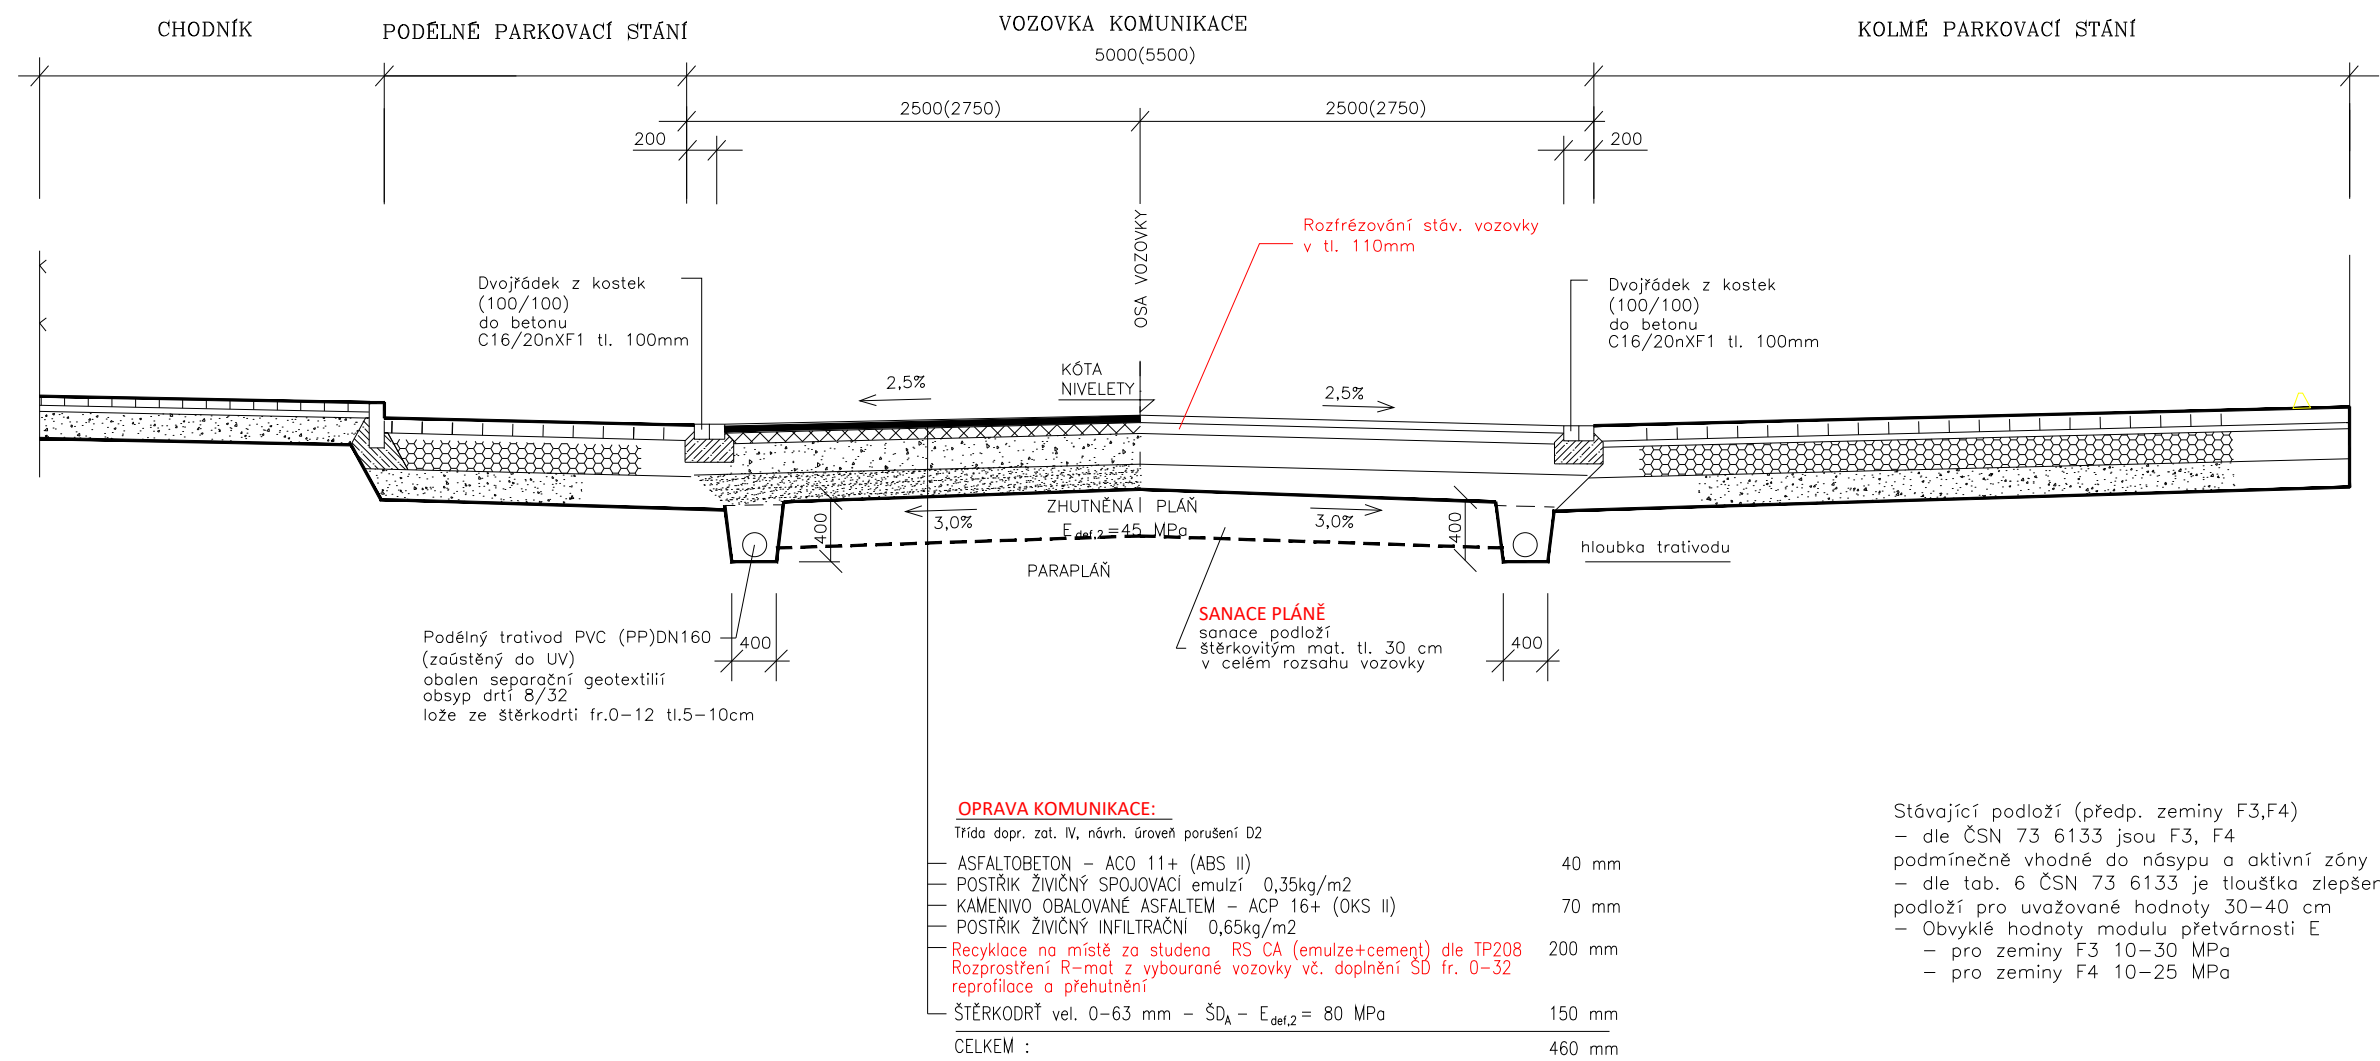 CHODNÍK
PODÉLNÉ PARKOVACÍ STÁNÍ
VOZOVKA KOMUNIKACE
KOLMÉ PARKOVACÍ STÁNÍ
5000(5500)
2500(2750)
2500(2750)
200
200
OSA VOZOVKY
Rozfrézování stáv. vozovky
v tl. 110mm
Dvojřádek z kostek
(100/100)
do betonu
C16/20nXF1 tl. 100mm
Dvojřádek z kostek
(100/100)
do betonu
C16/20nXF1 tl. 100mm
KÓTA
NIVELETY
2,5%
2,5%
ZHUTNĚNÁ PLÁŇ
Edef,2=45 MPa
3,0%
3,0%
400
400
PARAPLÁŇ
hloubka trativodu
SANACE PLÁNĚ
sanace podloží
štěrkovitým mat. tl. 30 cm
v celém rozsahu vozovky
Podélný trativod PVC (PP)DN160
(zaústěný do UV)
obalen separační geotextilií
obsyp drtí 8/32
lože ze štěrkodrti fr.0-12 tl.5-10cm
400
400
OPRAVA KOMUNIKACE:
Třída dopr. zat. IV, návrh. úroveň porušení D2
ASFALTOBETON - ACO 11+ (ABS II) 40 mm
POSTŘIK ŽIVIČNÝ SPOJOVACÍ emulzí 0,35kg/m2
KAMENIVO OBALOVANÉ ASFALTEM - ACP 16+ (OKS II) 70 mm
POSTŘIK ŽIVIČNÝ INFILTRAČNÍ 0,65kg/m2
Recyklace na místě za studena RS CA (emulze+cement) dle TP208 200 mm
Rozprostření R-mat z vybourané vozovky vč. doplnění ŠD fr. 0-32
reprofilace a přehutnění
ŠTĚRKODRŤ vel. 0-63 mm - ŠDA - Edef,2= 80 MPa 150 mm
CELKEM : 460 mm
Stávající podloží (předp. zeminy F3,F4)
- dle ČSN 73 6133 jsou F3, F4
podmínečně vhodné do násypu a aktivní zóny
- dle tab. 6 ČSN 73 6133 je tloušťka zlepšen
podloží pro uvažované hodnoty 30-40 cm
- Obvyklé hodnoty modulu přetvárnosti E
- pro zeminy F3 10-30 MPa
- pro zeminy F4 10-25 MPa